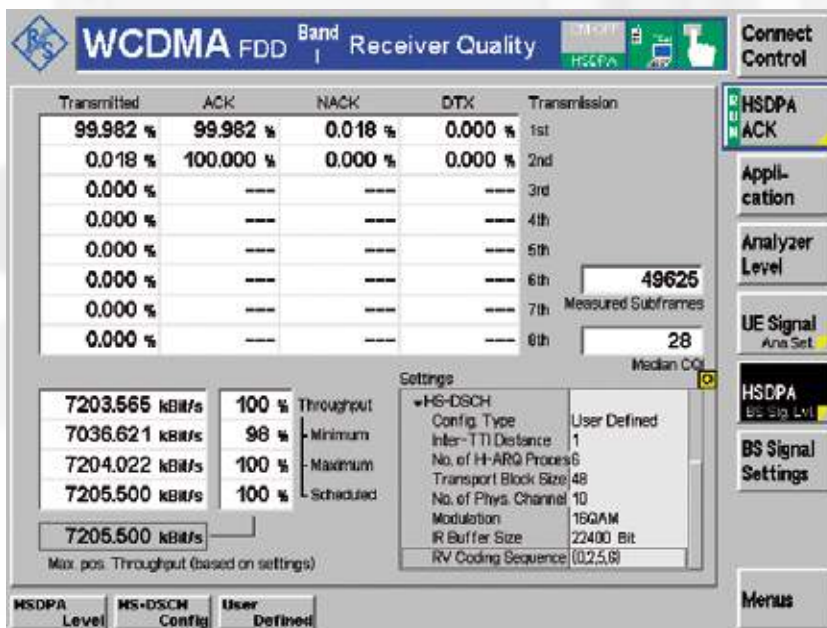 WCDMA FDD Band I Receiver Quality
HSDPA
Connect Control
Transmitted ACK NACK DTX Transmission
99.982 % 99.982 % 0.018 % 0.000 % 1st
0.018 % 100.000 % 0.000 % 0.000 % 2nd
0.000 % --- --- --- 3rd
0.000 % --- --- --- 4th
0.000 % --- --- --- 5th
0.000 % --- --- --- 6th
0.000 % --- --- --- 7th
0.000 % --- --- --- 8th
49625
Measured Subframes
28
Median CQI
7203.565 kBit/s 100 % Throughput
7036.621 kBit/s 98 % Minimum
7204.022 kBit/s 100 % Maximum
7205.500 kBit/s 100 % Scheduled
7205.500 kBit/s
Max. pos. Throughput (based on settings)
Settings
HS-DSCH
Config. Type User Defined
Inter-TTI Distance 1
No. of H-ARQ Proces 6
Transport Block Size 48
No. of Phys. Channel 10
Modulation 16QAM
IR Buffer Size 22400 Bit
RV Coding Sequence {0,2,5,6}
RUN
HSDPA ACK
Appli-
cation
Analyzer
Level
UE Signal
Ana Set.
HSDPA
BS Sig. Lvl.
BS Signal
Settings
Menus
HSDPA Level
HS-DSCH Config
User Defined